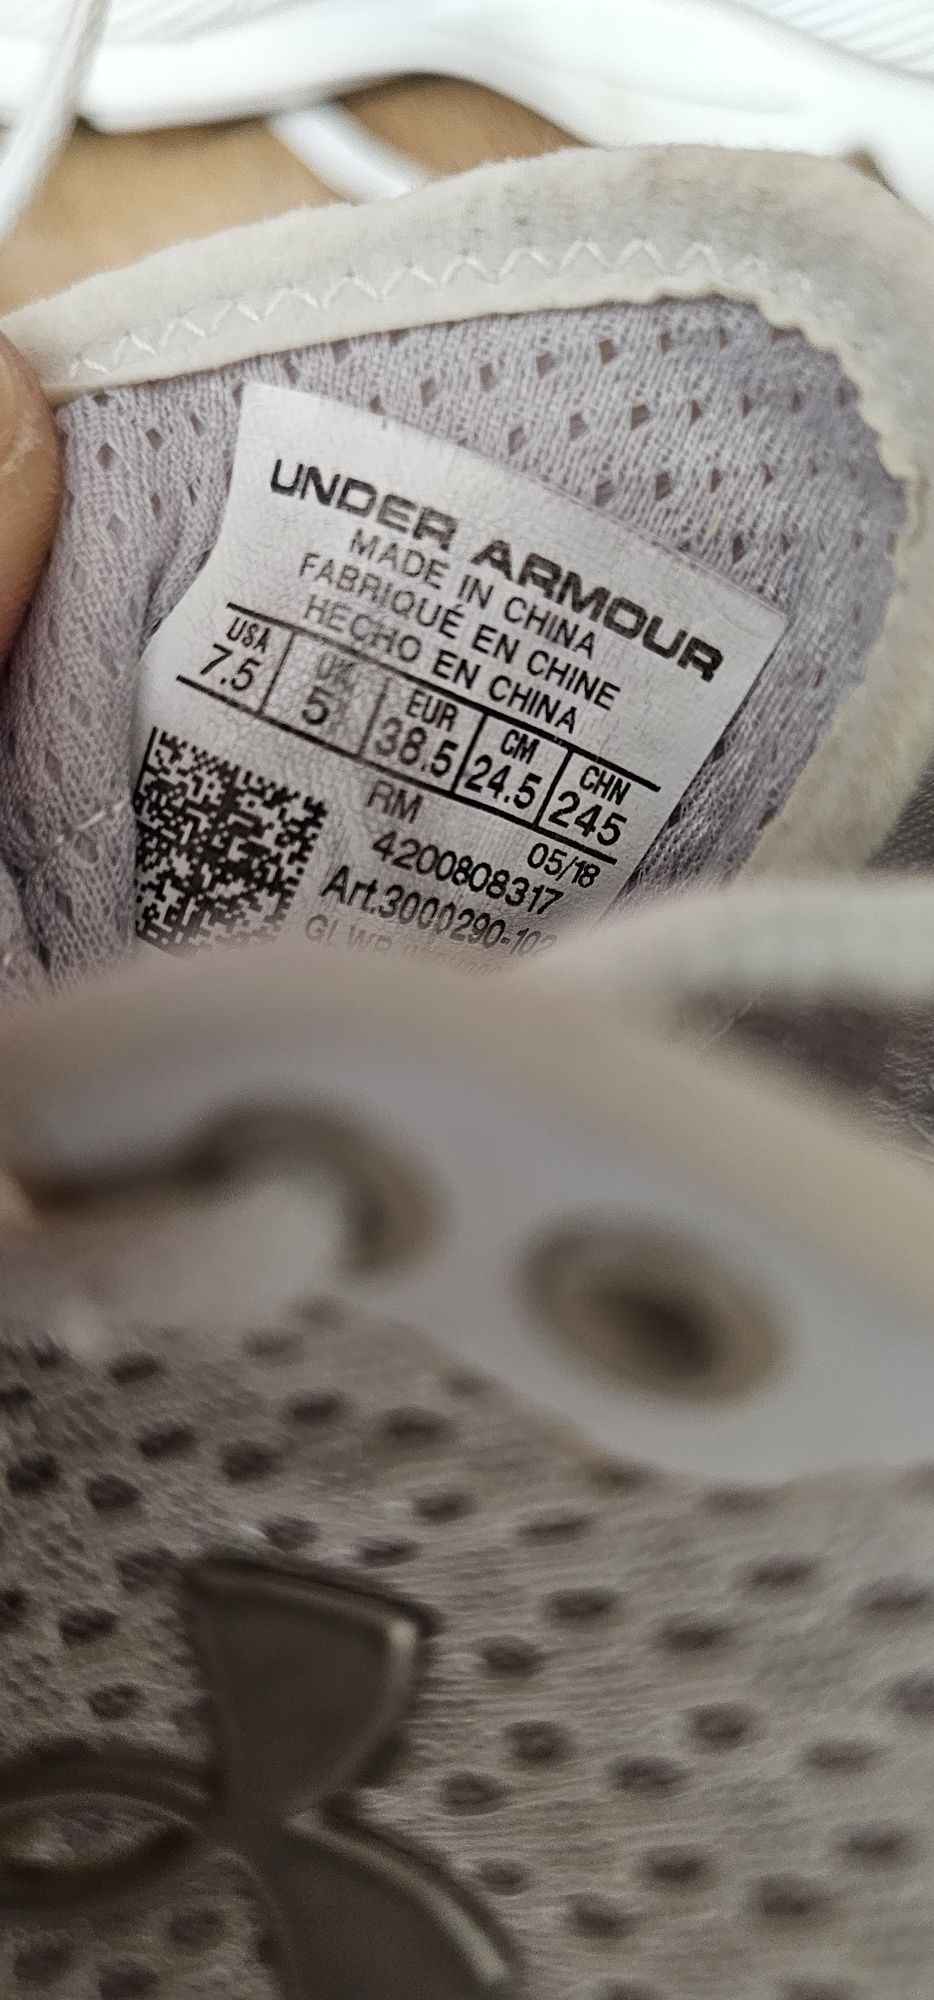 UNDER ARMOUR
MADE IN CHINA
FABRIQUÉ EN CHINE
HECHO EN CHINA
USA UK EUR CM CHN
7.5 5 38.5 24.5 245
RM 05/18
4200808317
Art.3000290-102